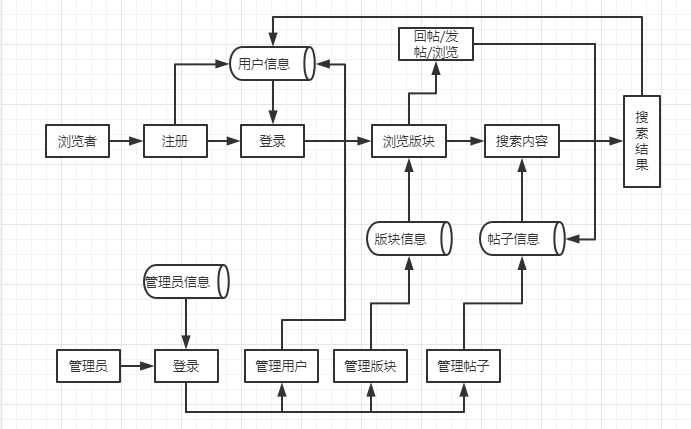 回帖/发
帖/浏览
用户信息
浏览者
注册
登录
浏览版块
搜索内容
搜
索
结
果
版块信息
帖子信息
管理员信息
管理员
登录
管理用户
管理版块
管理帖子